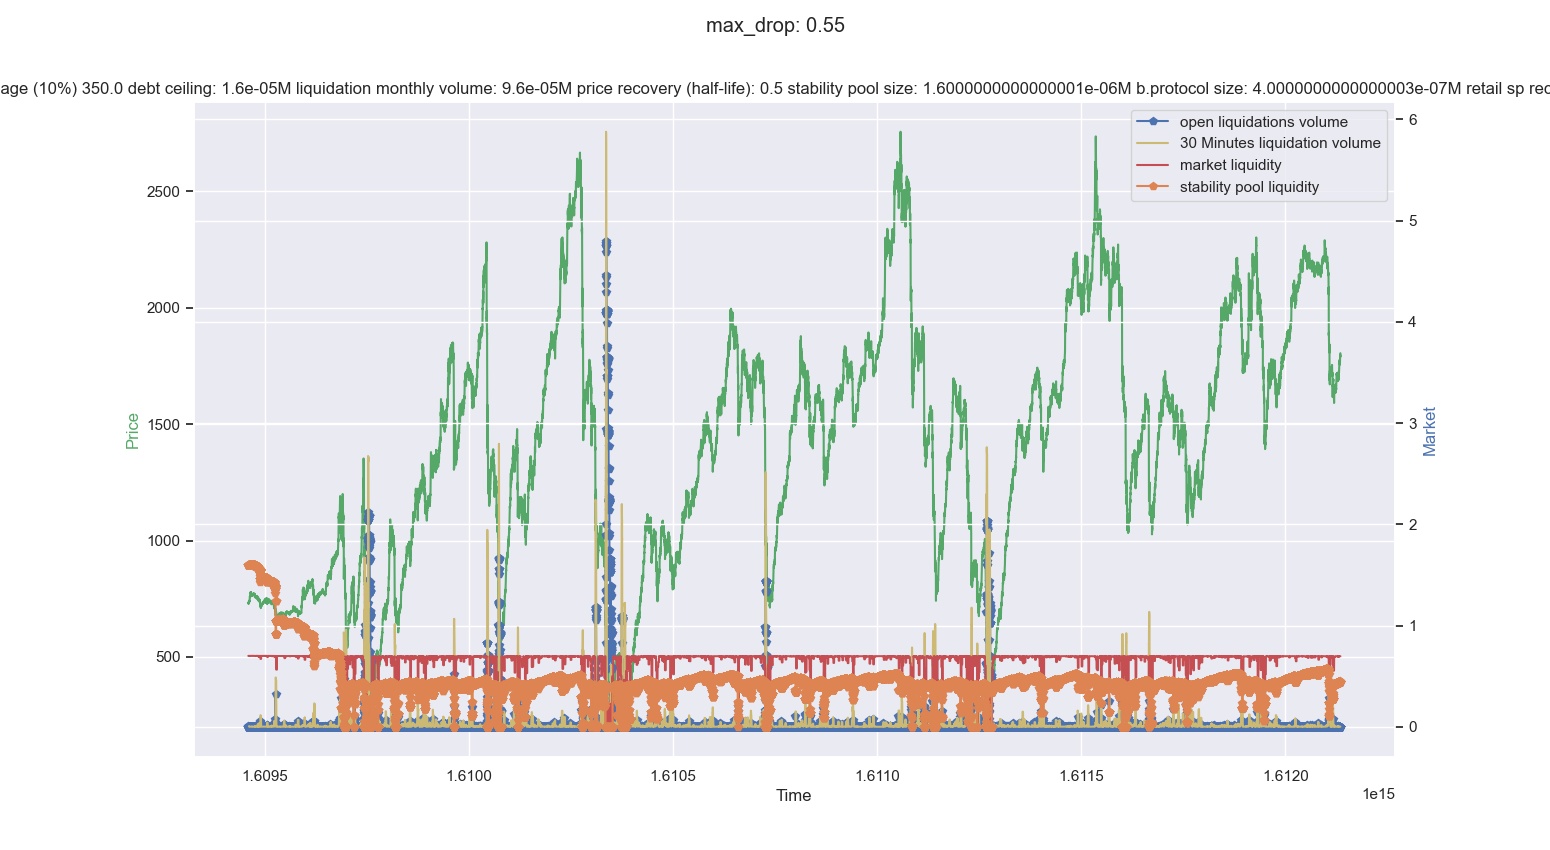 max_drop: 0.55
age (10%) 350.0 debt ceiling: 1.6e-05M liquidation monthly volume: 9.6e-05M price recovery (half-life): 0.5 stability pool size: 1.6000000000000001e-06M b.protocol size: 4.0000000000000003e-07M retail sp rec
open liquidations volume
30 Minutes liquidation volume
market liquidity
stability pool liquidity
6
5
4
3
2
1
0
Market
2500
2000
1500
1000
500
Price
1.6095
1.6100
1.6105
1.6110
1.6115
1.6120
1e15
Time